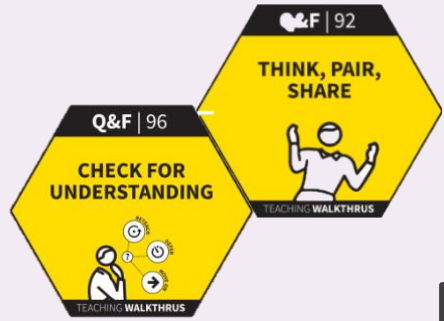 Q&F | 92
THINK, PAIR,
SHARE
TEACHING WALKTHRUS
Q&F | 96
CHECK FOR
UNDERSTANDING
?
TEACHING WALKTHRUS